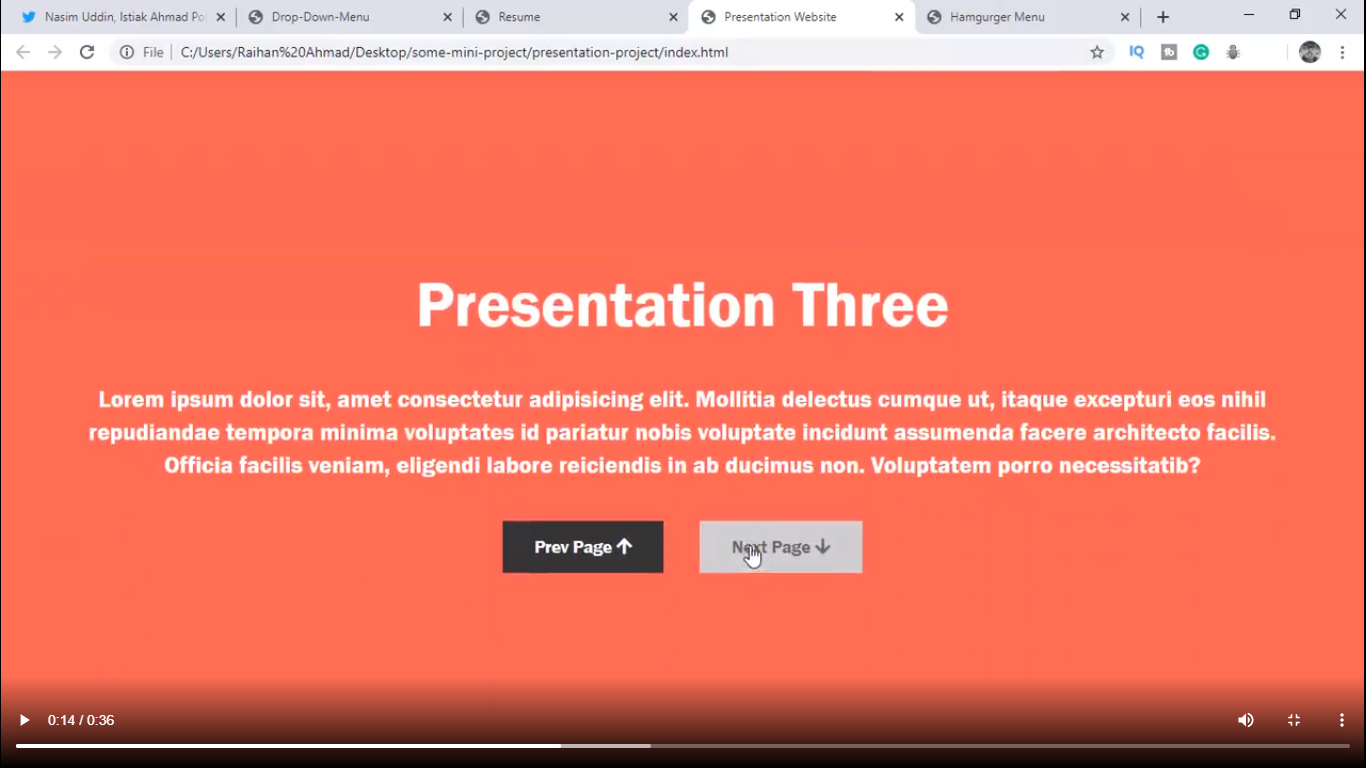 Nasim Uddin, Istiak Ahmad Po
Drop-Down-Menu
Resume
Presentation Website
Hamgurger Menu
File C:/Users/Raihan%20Ahmad/Desktop/some-mini-project/presentation-project/index.html
IQ
Presentation Three
Lorem ipsum dolor sit, amet consectetur adipisicing elit. Mollitia delectus cumque ut, itaque excepturi eos nihil
repudiandae tempora minima voluptates id pariatur nobis voluptate incidunt assumenda facere architecto facilis.
Officia facilis veniam, eligendi labore reiciendis in ab ducimus non. Voluptatem porro necessitatib?
Prev Page
Next Page
0:14 / 0:36